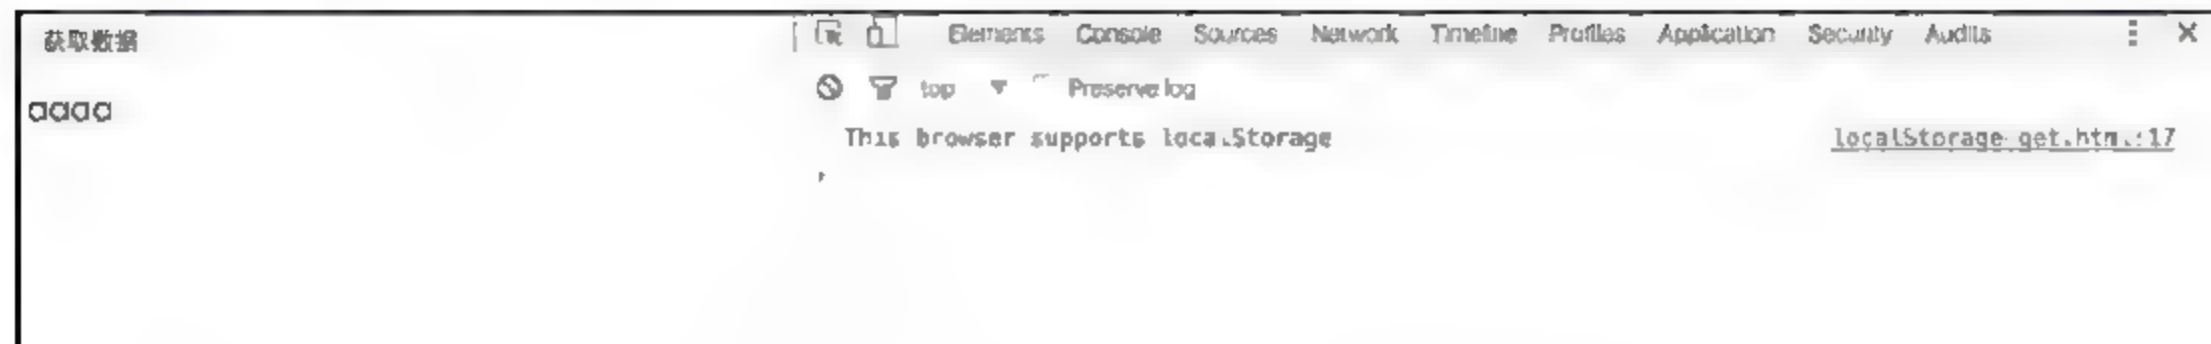 获取数据
aaaa
Elements Console Sources Network Timeline Profiles Application Security Audits
top Preserve log
This browser supports localStorage localStorage-get.html:17